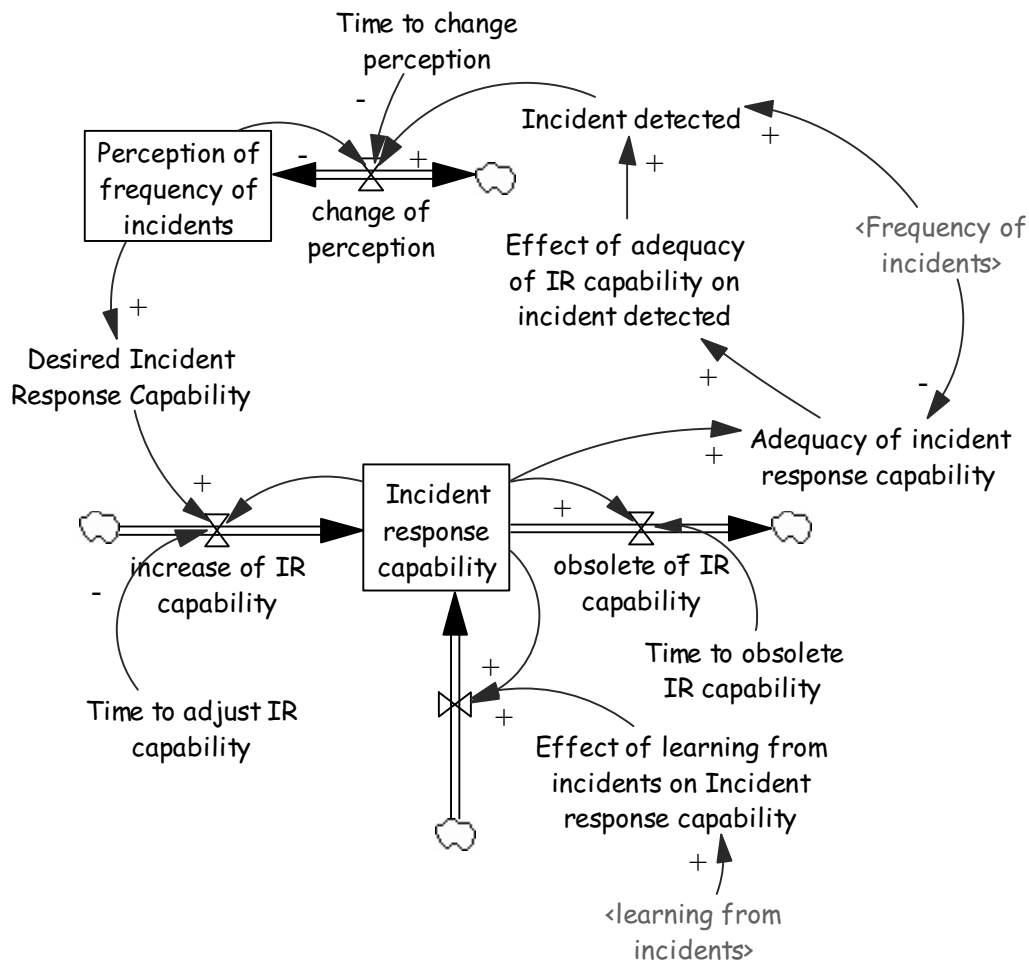 Time to change
perception
-
Incident detected
+
Perception of
frequency of
incidents
-
+
change of
perception
+
Effect of adequacy
of IR capability on
incident detected
<Frequency of
incidents>
+
Desired Incident
Response Capability
+
-
Adequacy of incident
response capability
+
+
Incident
response
capability
+
increase of IR
capability
-
obsolete of IR
capability
-
Time to obsolete
IR capability
Time to adjust IR
capability
+
+
Effect of learning from
incidents on Incident
response capability
+
<learning from
incidents>